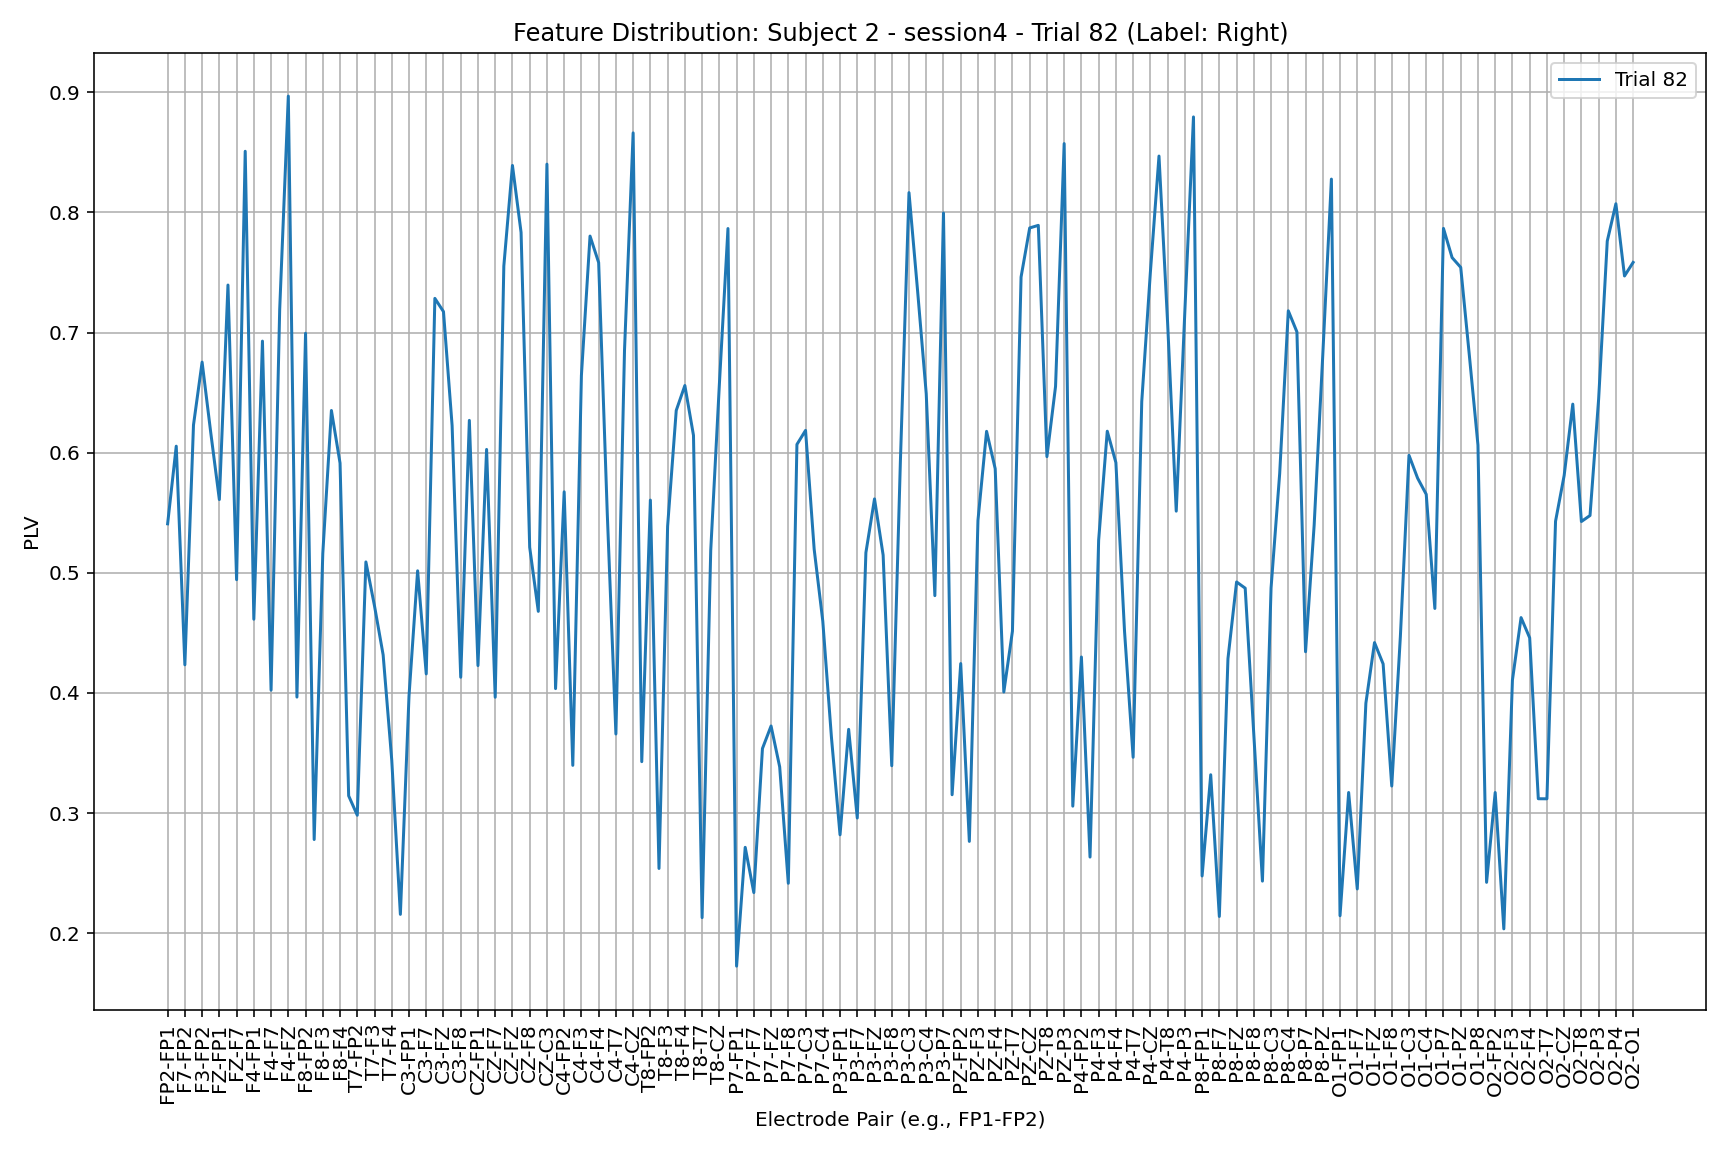 Feature Distribution: Subject 2 - session4 - Trial 82 (Label: Right)
Trial 82
0.9
0.8
0.7
0.6
0.5
0.4
0.3
0.2
PLV
FP2-FP1
F7-FP2
F3-FP2
FZ-FP1
FZ-F7
F4-FP1
F4-F7
F4-FZ
F8-FP2
F8-F3
F8-F4
T7-FP2
T7-F3
T7-F4
C3-FP1
C3-F7
C3-FZ
C3-F8
CZ-FP1
CZ-F7
CZ-FZ
CZ-F8
CZ-C3
C4-FP2
C4-F3
C4-F4
C4-T7
C4-CZ
T8-FP2
T8-F3
T8-F4
T8-T7
T8-CZ
P7-FP1
P7-F7
P7-FZ
P7-F8
P7-C3
P7-C4
P3-FP1
P3-F7
P3-FZ
P3-F8
P3-C3
P3-C4
P3-P7
PZ-FP2
PZ-F3
PZ-F4
PZ-T7
PZ-CZ
PZ-T8
PZ-P3
P4-FP2
P4-F3
P4-F4
P4-T7
P4-CZ
P4-T8
P4-P3
P8-FP1
P8-F7
P8-FZ
P8-F8
P8-C3
P8-C4
P8-P7
P8-PZ
O1-FP1
O1-F7
O1-FZ
O1-F8
O1-C3
O1-C4
O1-P7
O1-PZ
O1-P8
O2-FP2
O2-F3
O2-F4
O2-T7
O2-CZ
O2-T8
O2-P3
O2-P4
O2-O1
Electrode Pair (e.g., FP1-FP2)